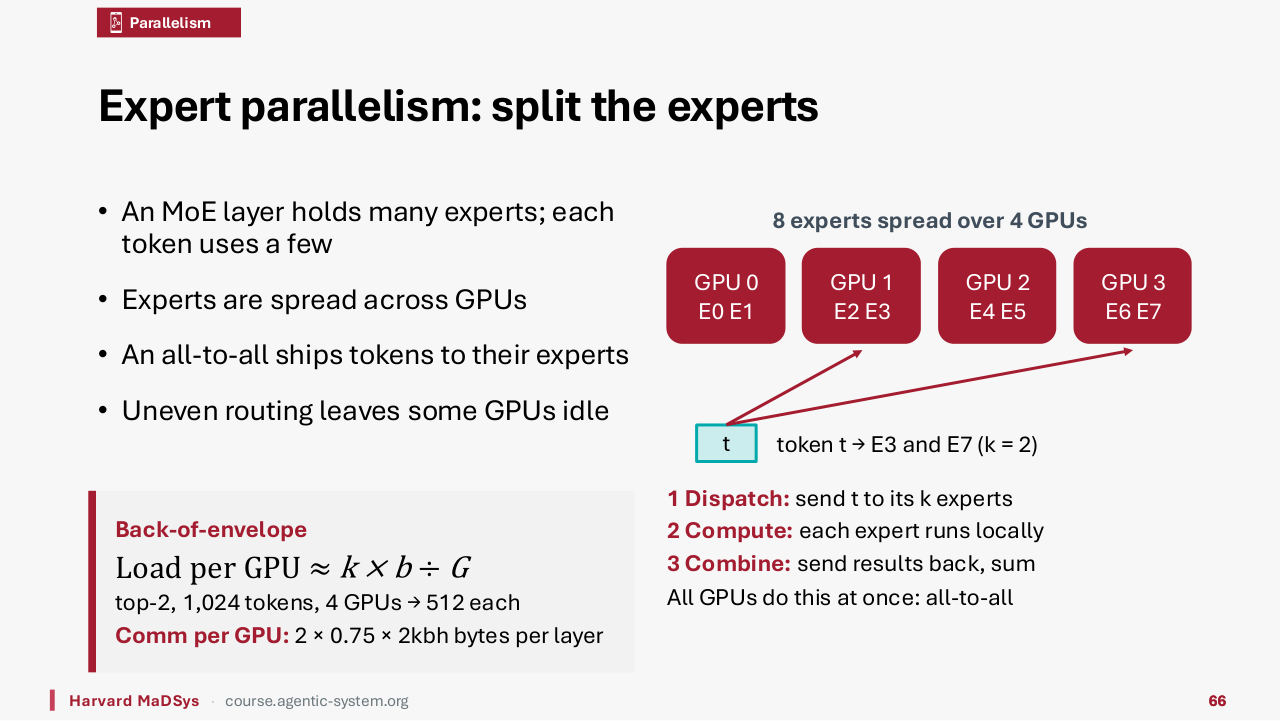 Parallelism
Expert parallelism: split the experts
• An MoE layer holds many experts; each
token uses a few
• Experts are spread across GPUs
• An all-to-all ships tokens to their experts
• Uneven routing leaves some GPUs idle
Back-of-envelope
Load per GPU ≈ k × b ÷ G
top-2, 1,024 tokens, 4 GPUs → 512 each
Comm per GPU: 2 × 0.75 × 2kbh bytes per layer
8 experts spread over 4 GPUs
GPU 0
E0 E1
GPU 1
E2 E3
GPU 2
E4 E5
GPU 3
E6 E7
t
token t → E3 and E7 (k = 2)
1 Dispatch: send t to its k experts
2 Compute: each expert runs locally
3 Combine: send results back, sum
All GPUs do this at once: all-to-all
Harvard MaDSys · course.agentic-system.org
66